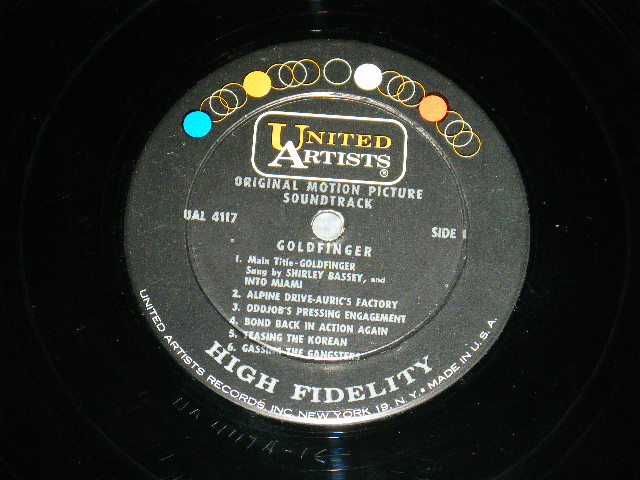 UNITED
ARTISTS
®
ORIGINAL MOTION PICTURE
SOUNDTRACK
UAL 4117
SIDE 1
GOLDFINGER
1. Main Title-GOLDFINGER
Sung by SHIRLEY BASSEY, and
INTO MIAMI
2. ALPINE DRIVE-AURIC'S FACTORY
3. ODDJOB'S PRESSING ENGAGEMENT
4. BOND BACK IN ACTION AGAIN
5. TEASING THE KOREAN
6. GASSING THE GANGSTERS
HIGH FIDELITY
UNITED ARTISTS RECORDS INC. NEW YORK 19, N.Y. • MADE IN U.S.A.